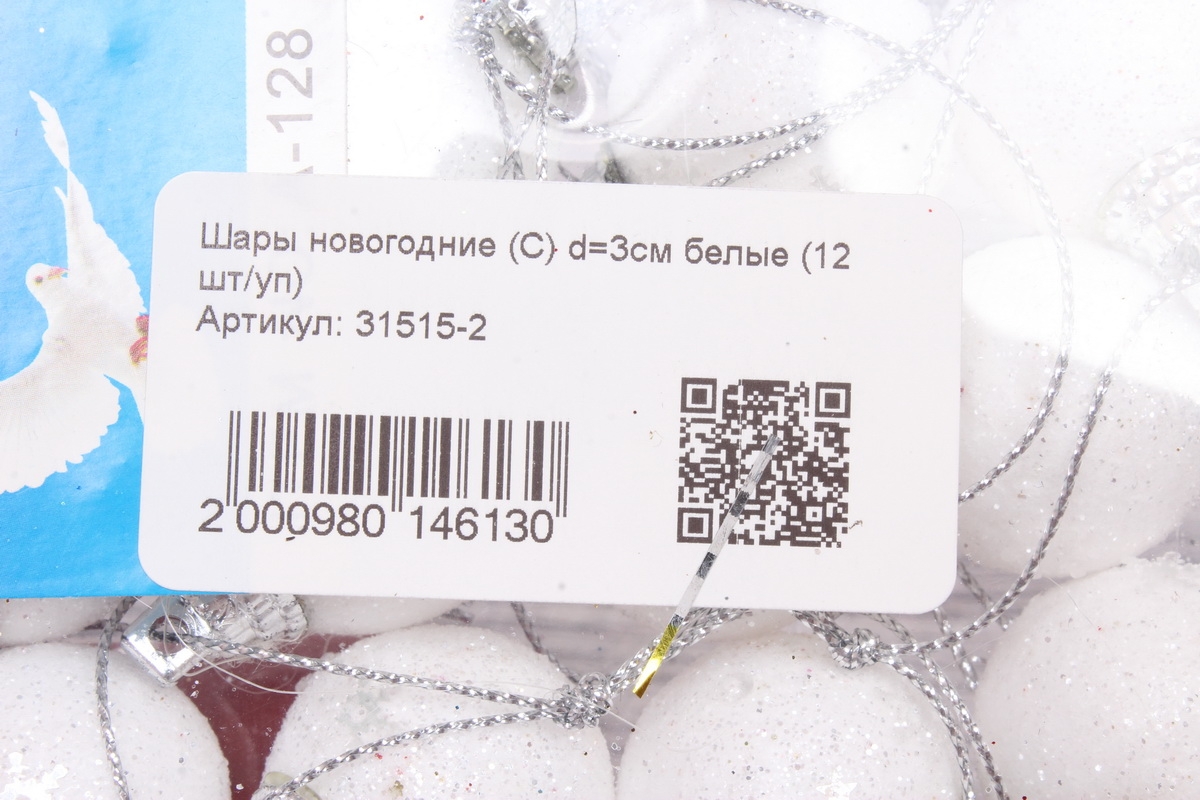 Шары новогодние (С) d=3см белые (12
шт/уп)
Артикул: 31515-2
2 000980 146130
-128